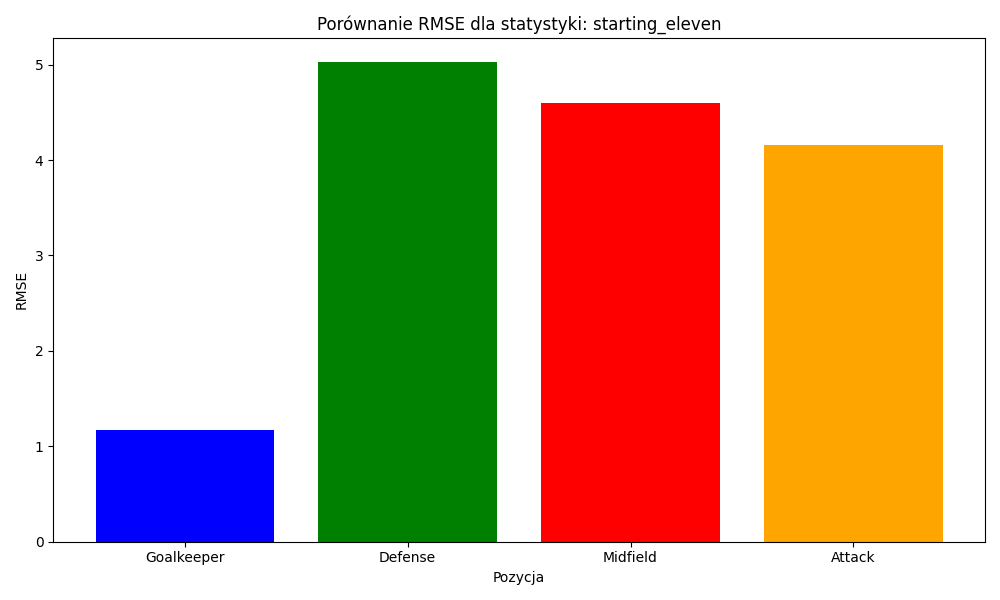 Porównanie RMSE dla statystyki: starting_eleven
RMSE
5
4
3
2
1
0
Goalkeeper
Defense
Midfield
Attack
Pozycja